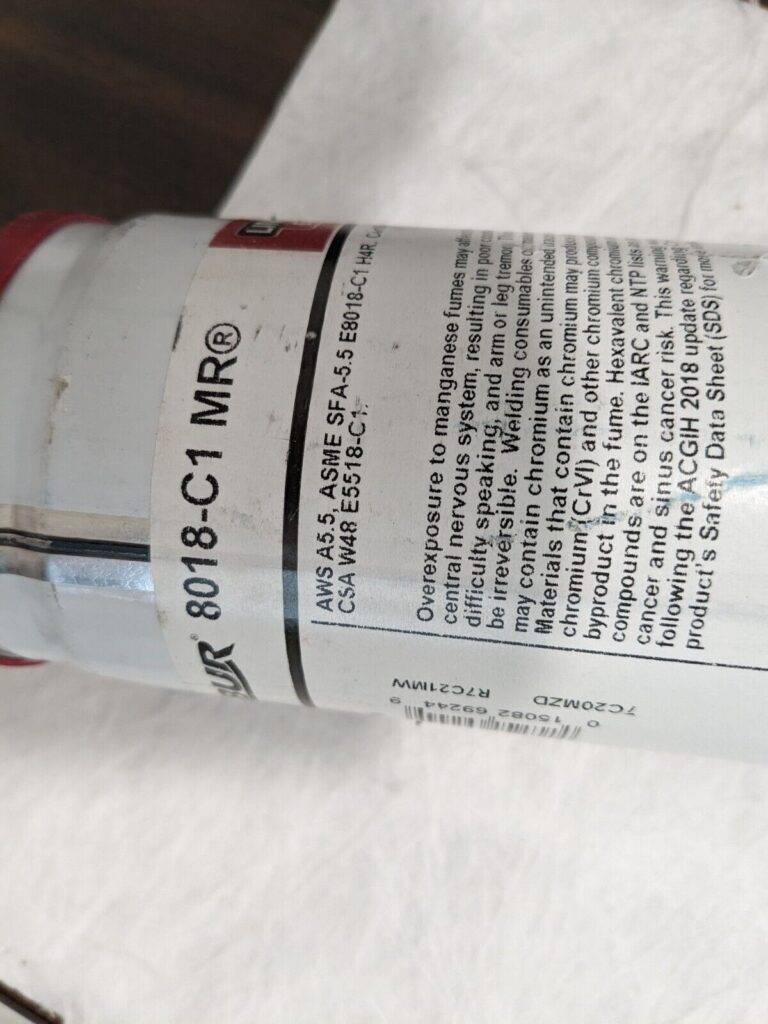 8018-C1 MR®
AWS A5.5, ASME SFA-5.5 E8018-C1 H4R,
CSA W48 E5518-C1
Overexposure to manganese fumes may
central nervous system, resulting in poor
difficulty speaking, and arm or leg tremor
be irreversible. Welding consumables
may contain chromium as an unintended
Materials that contain chromium may
chromium (CrVI) and other chromium
byproduct in the fume. Hexavalent
compounds are on the IARC and NTP lists
cancer and sinus cancer risk. This
following the ACGIH 2018 update regarding
product's Safety Data Sheet (SDS) for
R7C21MW
7C20MZD
0 15082 69244 9